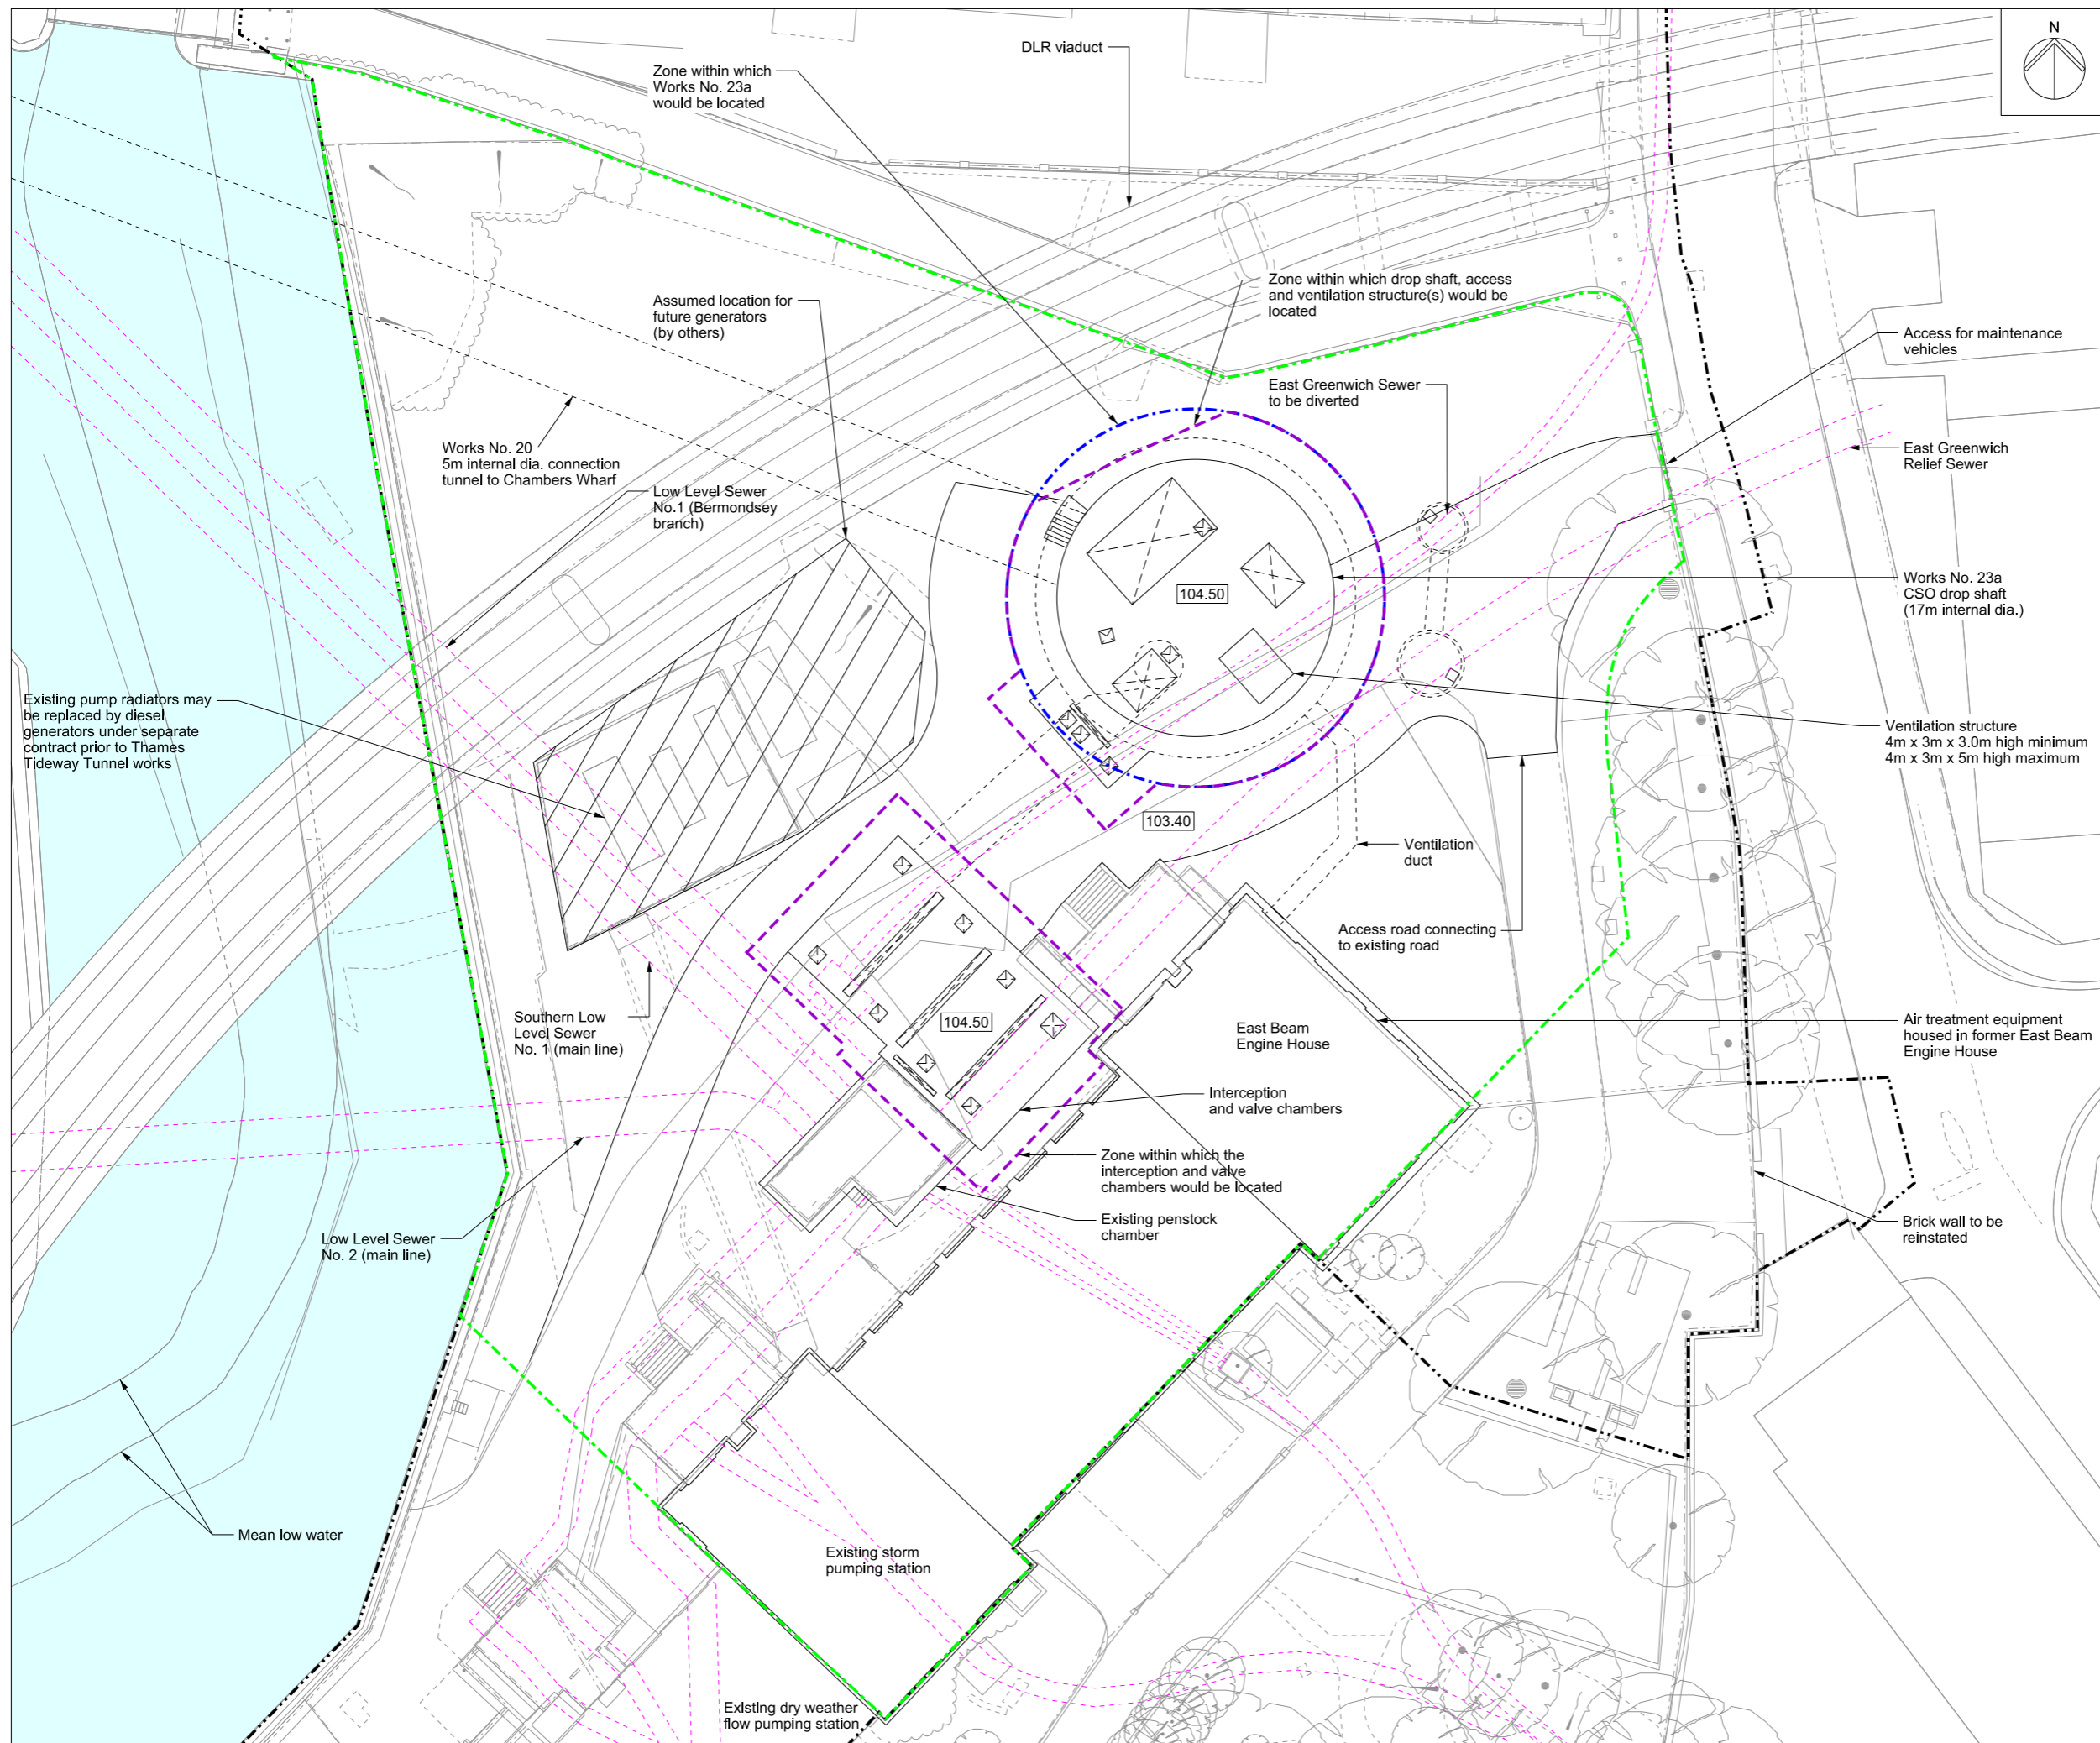 N
DLR viaduct
Zone within which
Works No. 23a
would be located
Zone within which drop shaft, access
and ventilation structure(s) would be
located
Assumed location for
future generators
(by others)
Access for maintenance
vehicles
East Greenwich Sewer
to be diverted
Works No. 20
5m internal dia. connection
tunnel to Chambers Wharf
East Greenwich
Relief Sewer
Low Level Sewer
No.1 (Bermondsey
branch)
104.50
Works No. 23a
CSO drop shaft
(17m internal dia.)
Existing pump radiators may
be replaced by diesel
generators under separate
contract prior to Thames
Tideway Tunnel works
Ventilation structure
4m x 3m x 3.0m high minimum
4m x 3m x 5m high maximum
103.40
Ventilation
duct
Access road connecting
to existing road
Southern Low
Level Sewer
No. 1 (main line)
104.50
East Beam
Engine House
Air treatment equipment
housed in former East Beam
Engine House
Interception
and valve chambers
Zone within which the
interception and valve
chambers would be located
Existing penstock
chamber
Low Level Sewer
No. 2 (main line)
Brick wall to be
reinstated
Mean low water
Existing storm
pumping station
Existing dry weather
flow pumping station